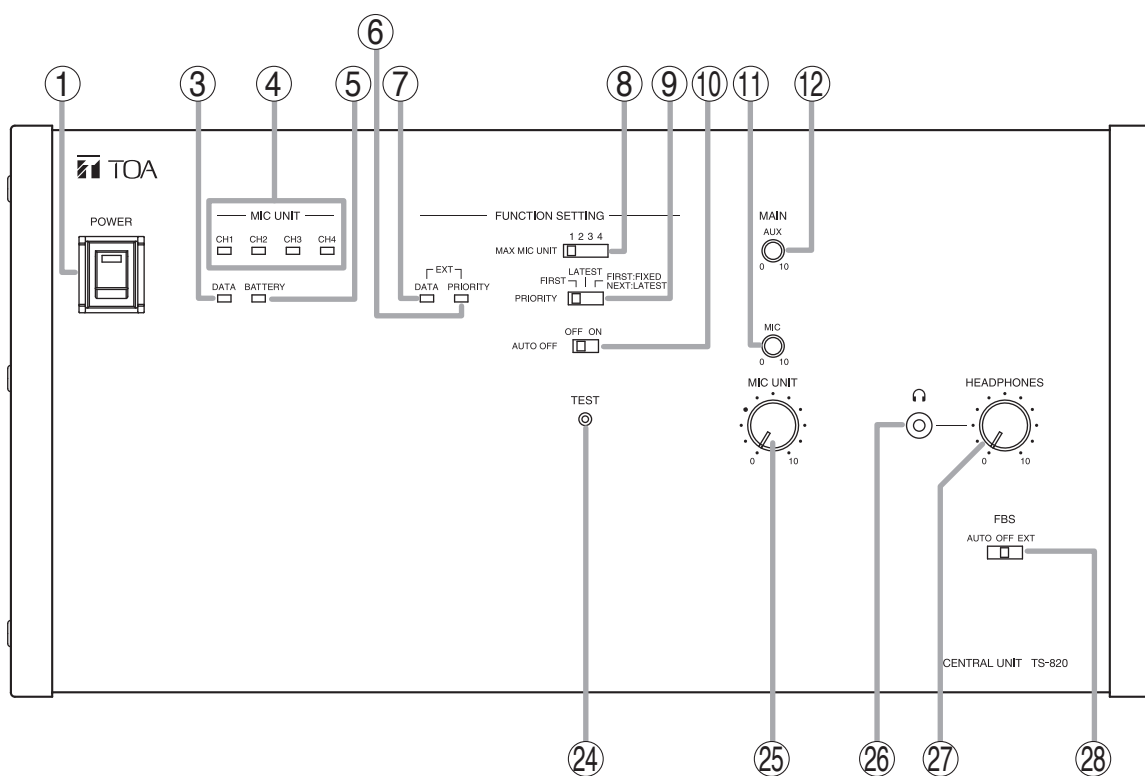 ⑥
① ③ ④ ⑤ ⑦ ⑧ ⑨ ⑩ ⑪ ⑫
TOA
POWER
MIC UNIT
CH1 CH2 CH3 CH4
DATA BATTERY
FUNCTION SETTING
1 2 3 4
MAX MIC UNIT
EXT
DATA PRIORITY
LATEST
FIRST
FIRST:FIXED
NEXT:LATEST
PRIORITY
OFF ON
AUTO OFF
TEST
MAIN
AUX
0 10
MIC
0 10
MIC UNIT
0 10
HEADPHONES
0 10
FBS
AUTO OFF EXT
CENTRAL UNIT TS-820
㉔ ㉕ ㉖ ㉗ ㉘